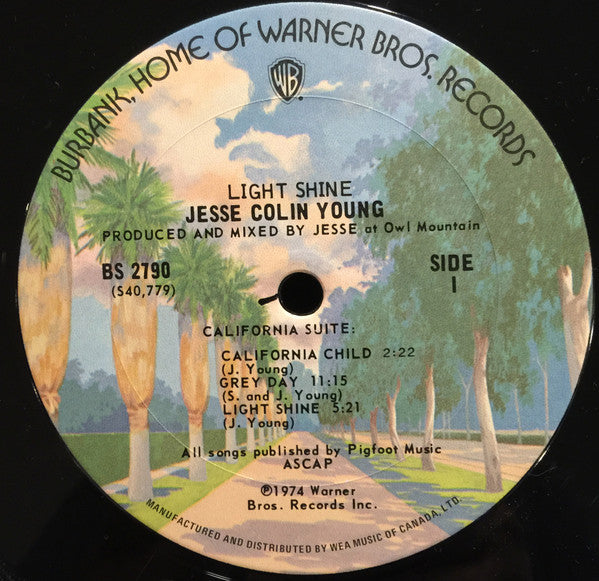 BURBANK, HOME OF WARNER BROS. RECORDS
WB
LIGHT SHINE
JESSE COLIN YOUNG
PRODUCED AND MIXED BY JESSE at Owl Mountain
BS 2790
(S40,779)
SIDE
1
CALIFORNIA SUITE:
CALIFORNIA CHILD 2:22
(J. Young)
GREY DAY 11:15
(S. and J. Young)
LIGHT SHINE 5:21
(J. Young)
All songs published by Pigfoot Music
ASCAP
℗1974 Warner
Bros. Records Inc.
MANUFACTURED AND DISTRIBUTED BY WEA MUSIC OF CANADA, LTD.